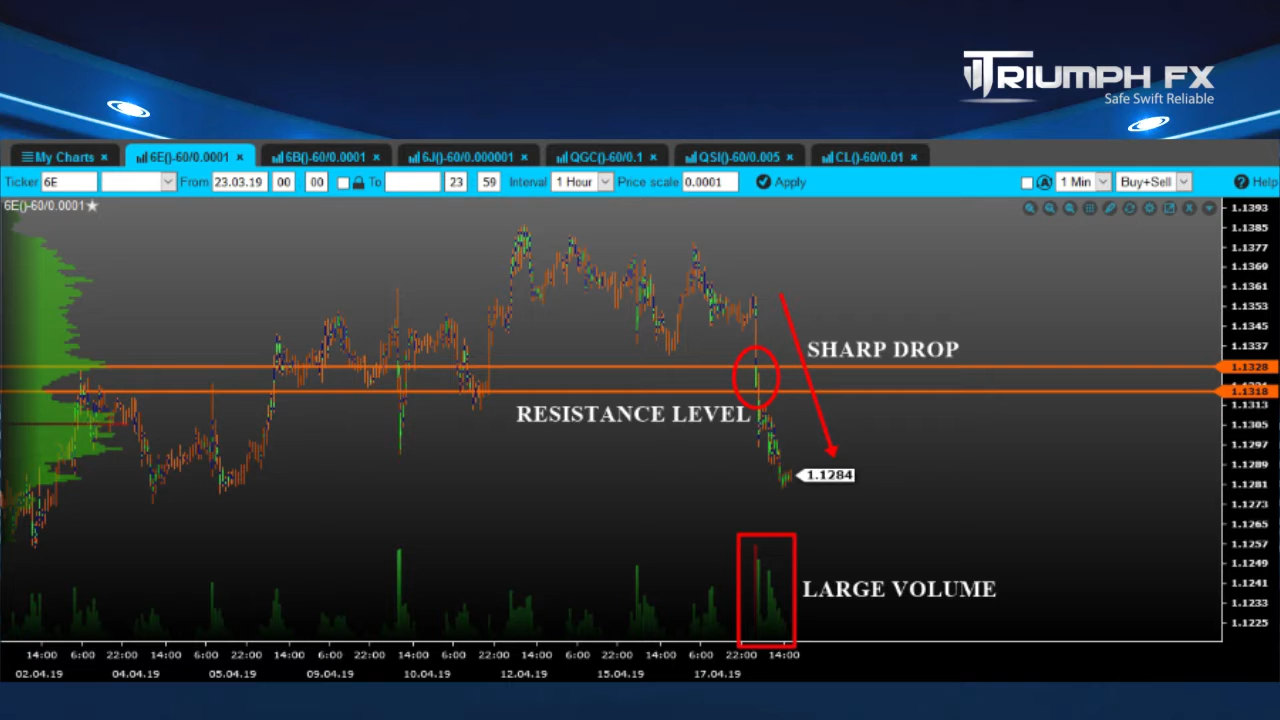 TRIUMPH FX
Safe Swift Reliable
My Charts × 6E()-60/0.0001 × 6B()-60/0.0001 × 6J()-60/0.000001 × QGC()-60/0.1 × QSI()-60/0.005 × CL()-60/0.01 ×
Ticker 6E From 23.03.19 00 00 To 23 59 Interval 1 Hour Price scale 0.0001 Apply A 1 Min Buy+Sell ? Help
6E()-60/0.0001★
1.1393
1.1385
1.1377
1.1369
1.1361
1.1353
1.1345
1.1337
SHARP DROP
1.1328
1.1318
1.1313
RESISTANCE LEVEL
1.1305
1.1297
1.1289
1.1284
1.1281
1.1273
1.1265
1.1257
1.1249
1.1241
LARGE VOLUME
1.1233
1.1225
14:00 6:00 22:00 14:00 6:00 22:00 14:00 6:00 22:00 14:00 6:00 22:00 14:00 6:00 22:00 14:00 6:00 22:00 14:00
02.04.19 04.04.19 05.04.19 09.04.19 10.04.19 12.04.19 15.04.19 17.04.19